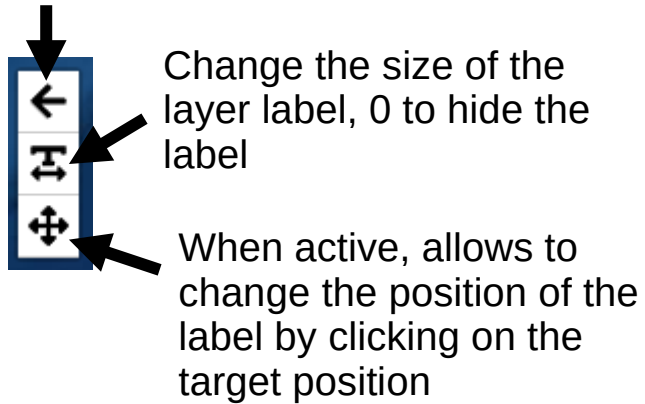 Change the size of the
layer label, 0 to hide the
label
When active, allows to
change the position of the
label by clicking on the
target position